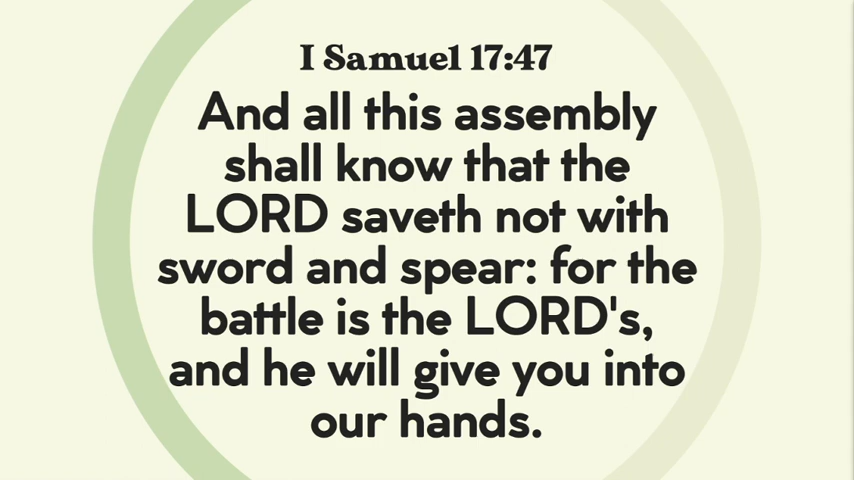 I Samuel 17:47
And all this assembly
shall know that the
LORD saveth not with
sword and spear: for the
battle is the LORD's,
and he will give you into
our hands.